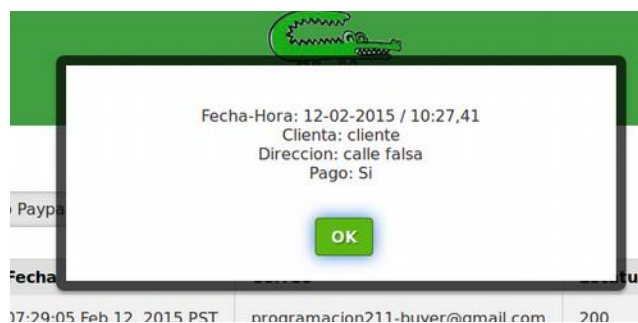 Fecha-Hora: 12-02-2015 / 10:27,41
Clienta: cliente
Direccion: calle falsa
Pago: Si
Paypa
OK
Fecha
07:29:05 Feb 12, 2015 PST programacion211-buyer@gmail.com 200